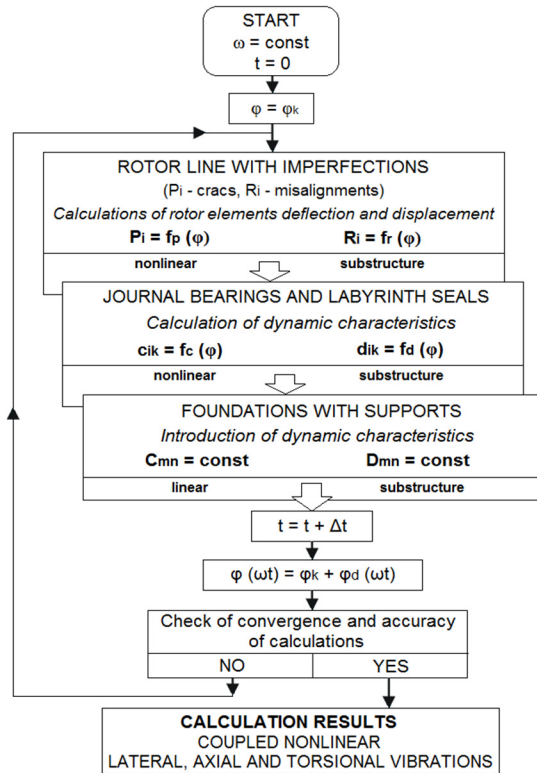 START
ω = const
t = 0
φ = φk
ROTOR LINE WITH IMPERFECTIONS
(Pi - cracs, Ri - misalignments)
Calculations of rotor elements deflection and displacement
Pi = fp (φ) Ri = fr (φ)
nonlinear substructure
JOURNAL BEARINGS AND LABYRINTH SEALS
Calculation of dynamic characteristics
cik = fc (φ) dik = fd (φ)
nonlinear substructure
FOUNDATIONS WITH SUPPORTS
Introduction of dynamic characteristics
Cmn = const Dmn = const
linear substructure
t = t + Δt
φ (ωt) = φk + φd (ωt)
Check of convergence and accuracy
of calculations
NO YES
CALCULATION RESULTS
COUPLED NONLINEAR
LATERAL, AXIAL AND TORSIONAL VIBRATIONS